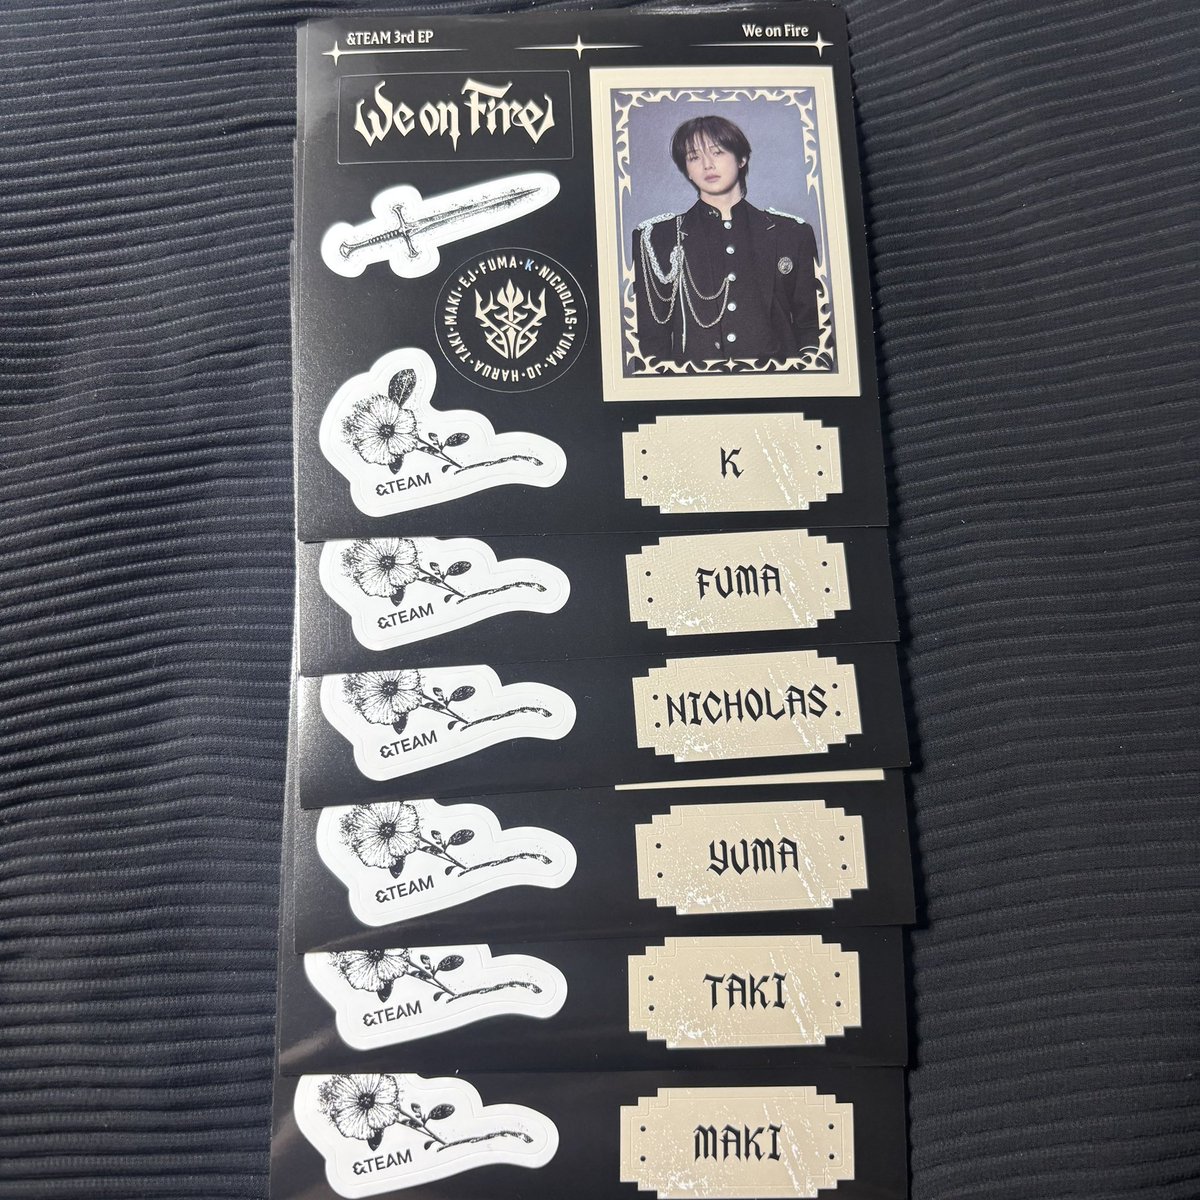 &TEAM 3rd EP
We on Fire
We on Fire
EJ · FUMA · K · NICHOLAS · YUMA · JO · HARUA · TAKI · MAKI ·
&TEAM
K
&TEAM
FUMA
&TEAM
NICHOLAS
&TEAM
YUMA
&TEAM
TAKI
&TEAM
MAKI